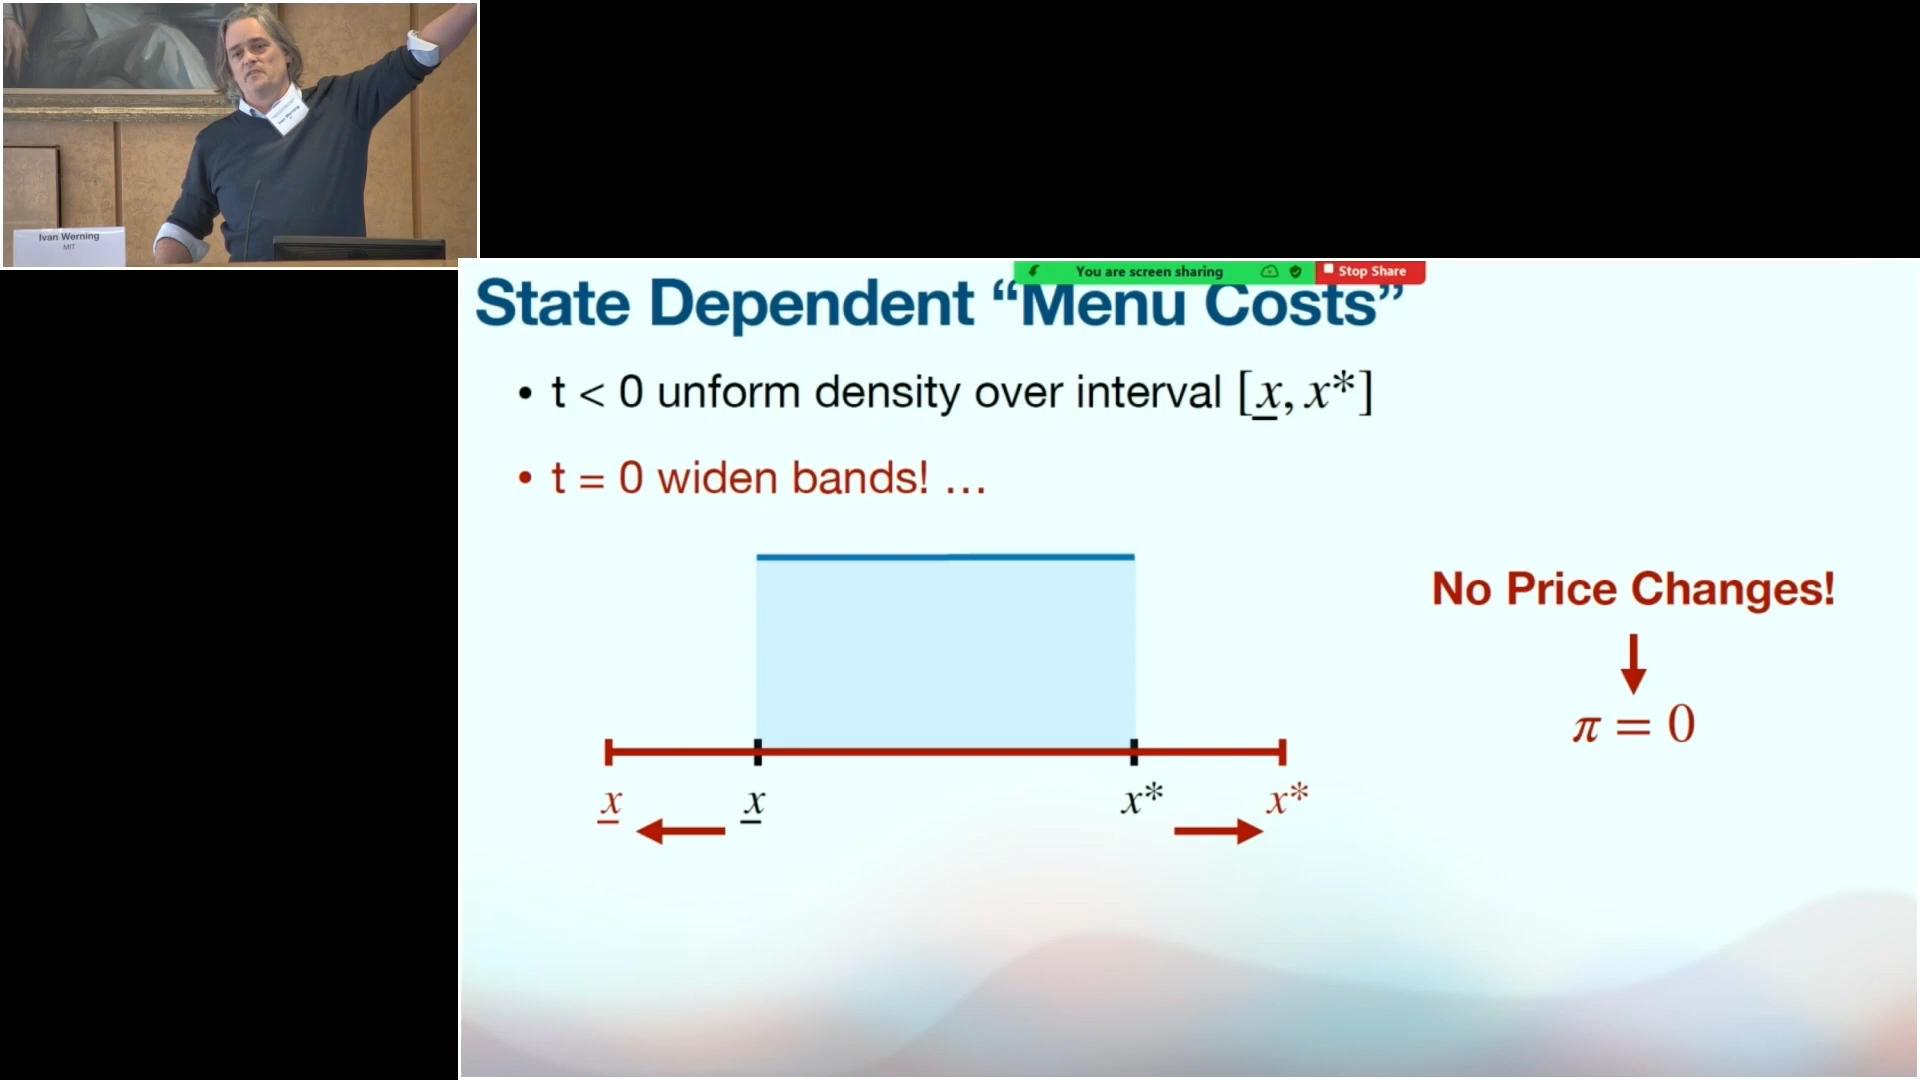 Ivan Werning
MIT
You are screen sharing
Stop Share
State Dependent “Menu Costs”
• t < 0 unform density over interval [x, x*]
• t = 0 widen bands! …
No Price Changes!
π = 0
x x x* x*